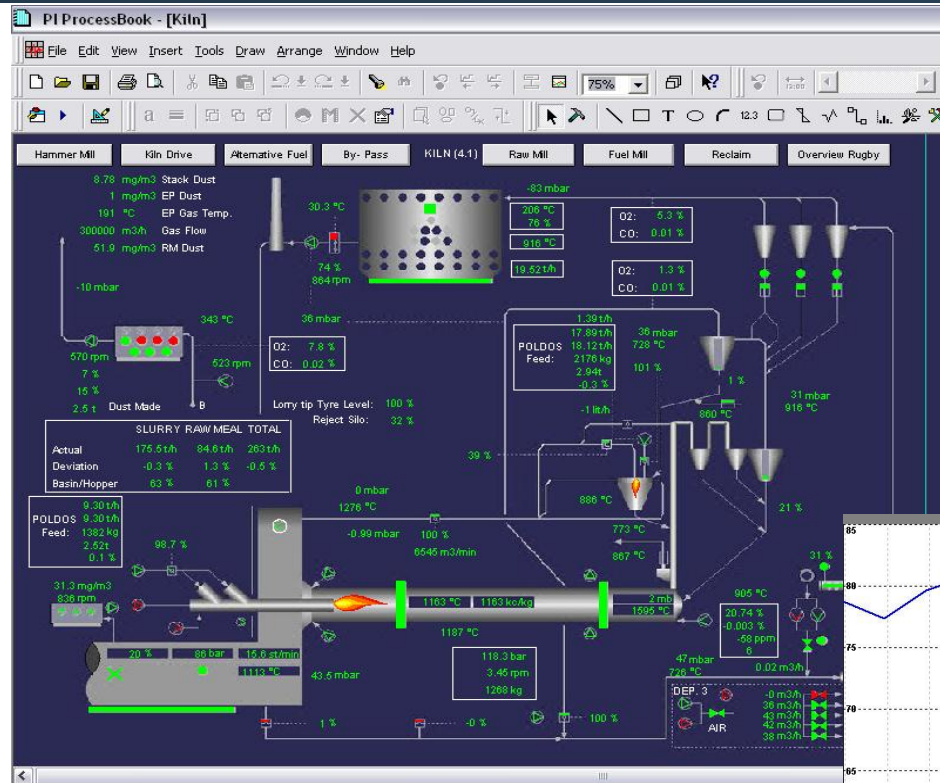 PI ProcessBook - [Kiln]
File Edit View Insert Tools Draw Arrange Window Help
75%
12.3
Hammer Mill Kiln Drive Alternative Fuel By- Pass KILN (4.1) Raw Mill Fuel Mill Reclaim Overview Rugby
8.78 mg/m3 Stack Dust
1 mg/m3 EP Dust
191 °C EP Gas Temp.
300000 m3/h Gas Flow
51.9 mg/m3 RM Dust
-10 mbar
30.3 °C
74 %
864 rpm
36 mbar
-83 mbar
206 °C
76 %
916 °C
19.52 t/h
O2: 5.3 %
CO: 0.01 %
O2: 1.3 %
CO: 0.01 %
343 °C
O2: 7.8 %
CO: 0.02 %
570 rpm
7 %
15 %
2.5 t Dust Made
523 rpm
B
Lorry tip Tyre Level: 100 %
Reject Silo: 32 %
1.39 t/h
17.89 t/h
POLDOS 18.12 t/h
Feed: 2176 kg
2.94t
-0.3 %
36 mbar
728 °C
101 %
1 %
860 °C
31 mbar
916 °C
-1 lit/h
39 %
886 °C
773 °C
867 °C
21 %
SLURRY RAW MEAL TOTAL
Actual 175.5 t/h 84.6 t/h 263 t/h
Deviation -0.3 % 1.3 % -0.5 %
Basin/Hopper 63 % 61 %
9.30 t/h
POLDOS 9.30 t/h
Feed: 1382 kg
2.52t
0.1 %
98.7 %
0 mbar
1276 °C
-0.99 mbar
100 %
6545 m3/min
31.3 mg/m3
836 rpm
1163 °C 1163 kc/kg
2 mb
1595 °C
1187 °C
20 % 86 bar 15.6 st/min
1113 °C
43.5 mbar
118.3 bar
3.45 rpm
1268 kg
1 %
-0 %
100 %
31 %
905 °C
20.74 %
-0.003 %
-58 ppm
6
47 mbar
726 °C
0.02 m3/h
DEP. 3
AIR
-0 m3/h
36 m3/h
43 m3/h
42 m3/h
38 m3/h
85
80
75
70
65